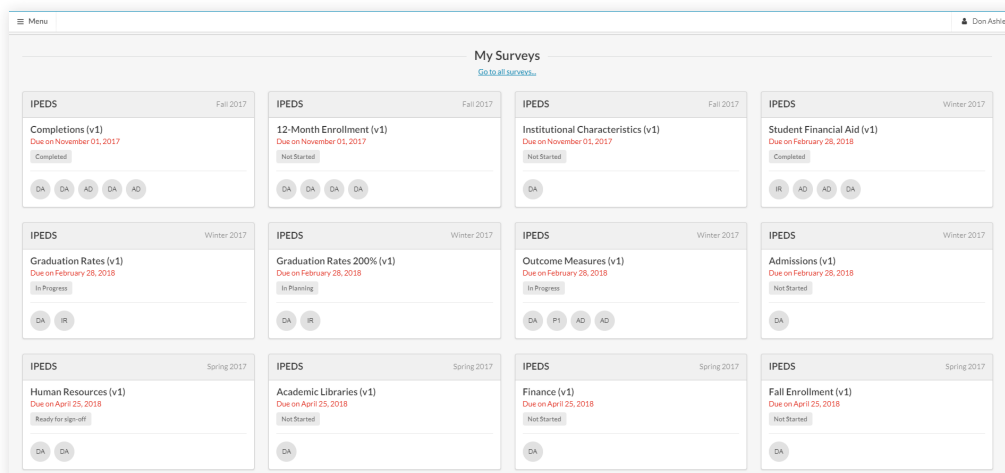 Menu
Don Ashle
My Surveys
Go to all surveys...
IPEDS Fall 2017
Completions (v1)
Due on November 01, 2017
Completed
DA DA AD DA AD
IPEDS Fall 2017
12-Month Enrollment (v1)
Due on November 01, 2017
Not Started
DA DA DA DA
IPEDS Fall 2017
Institutional Characteristics (v1)
Due on November 01, 2017
Not Started
DA
IPEDS Winter 2017
Student Financial Aid (v1)
Due on February 28, 2018
Completed
IR AD AD DA
IPEDS Winter 2017
Graduation Rates (v1)
Due on February 28, 2018
In Progress
DA IR
IPEDS Winter 2017
Graduation Rates 200% (v1)
Due on February 28, 2018
In Planning
DA IR
IPEDS Winter 2017
Outcome Measures (v1)
Due on February 28, 2018
In Progress
DA P1 AD AD
IPEDS Winter 2017
Admissions (v1)
Due on February 28, 2018
Not Started
DA
IPEDS Spring 2017
Human Resources (v1)
Due on April 25, 2018
Ready for sign-off
DA DA
IPEDS Spring 2017
Academic Libraries (v1)
Due on April 25, 2018
Not Started
DA
IPEDS Spring 2017
Finance (v1)
Due on April 25, 2018
Not Started
DA
IPEDS Spring 2017
Fall Enrollment (v1)
Due on April 25, 2018
Not Started
DA